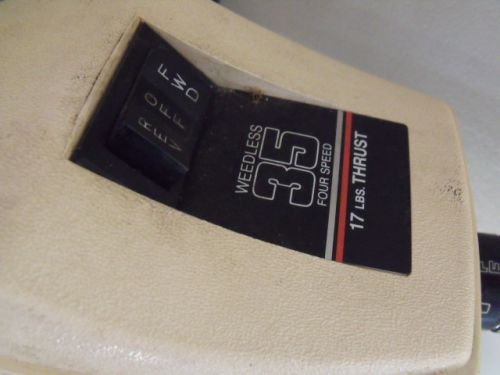 FWD
OFF
REV
WEEDLESS
35
FOUR SPEED
17 LBS. THRUST